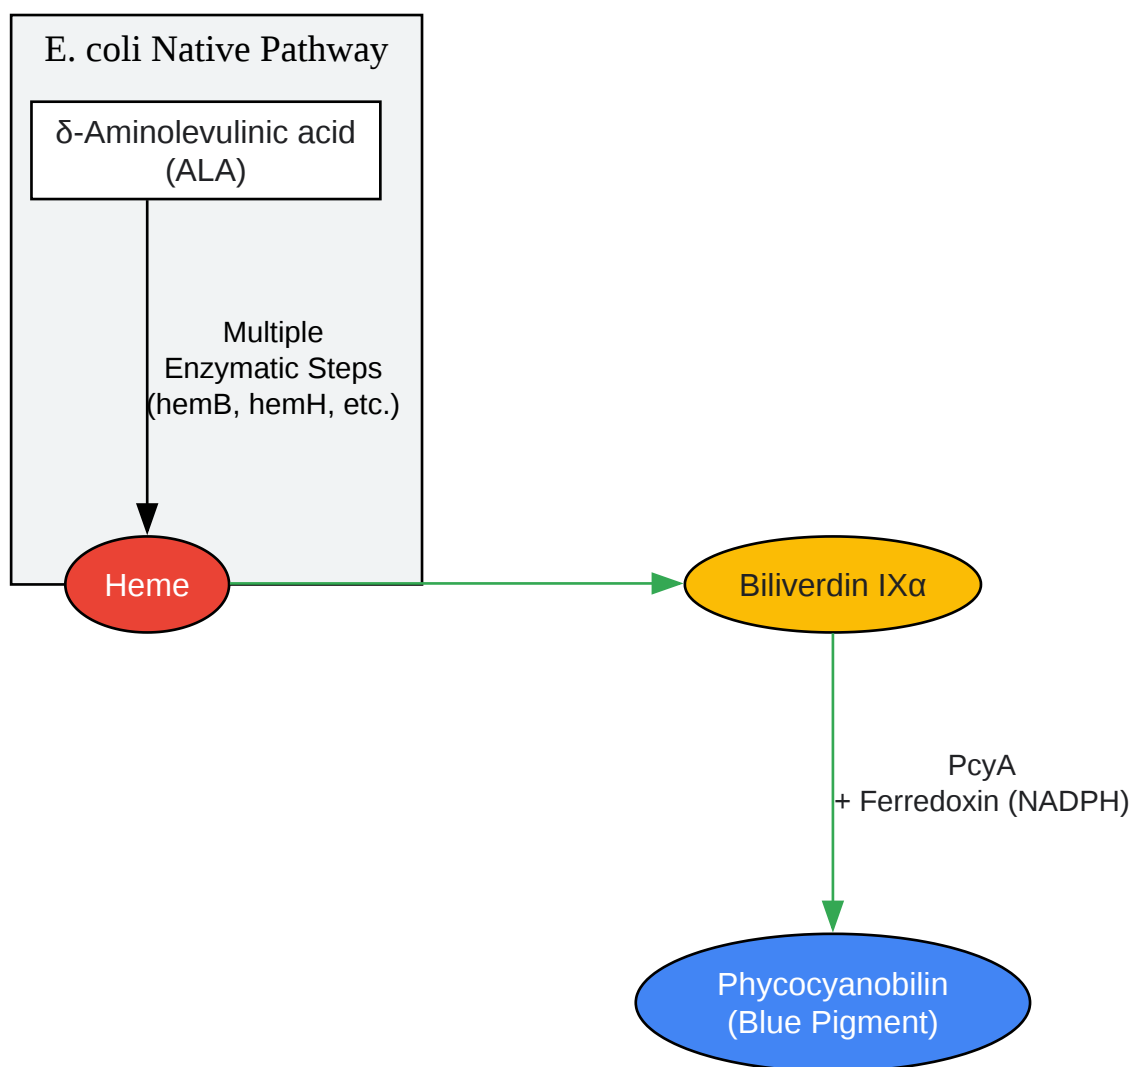 E. coli Native Pathway
δ-Aminolevulinic acid
(ALA)
Multiple
Enzymatic Steps
(hemB, hemH, etc.)
Heme
Biliverdin IXα
PcyA
+ Ferredoxin (NADPH)
Phycocyanobilin
(Blue Pigment)